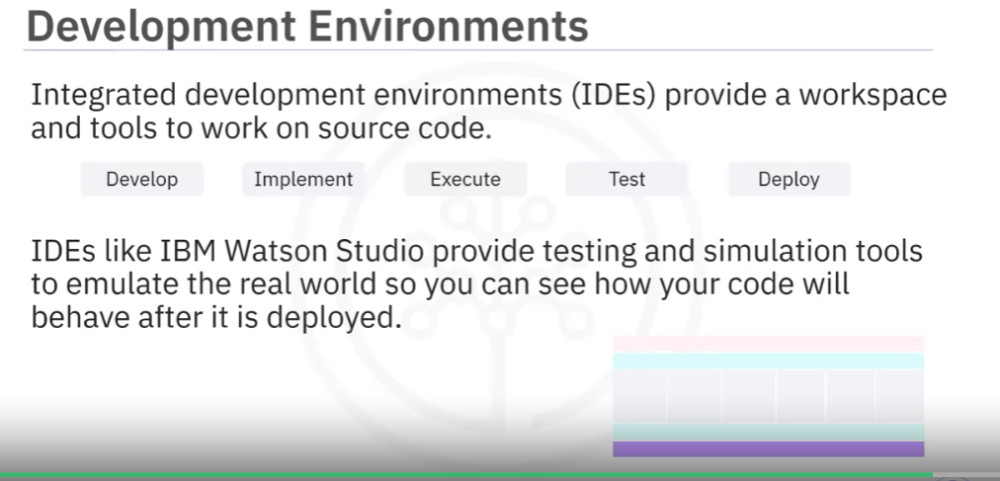 Development Environments
Integrated development environments (IDEs) provide a workspace
and tools to work on source code.
Develop Implement Execute Test Deploy
IDEs like IBM Watson Studio provide testing and simulation tools
to emulate the real world so you can see how your code will
behave after it is deployed.